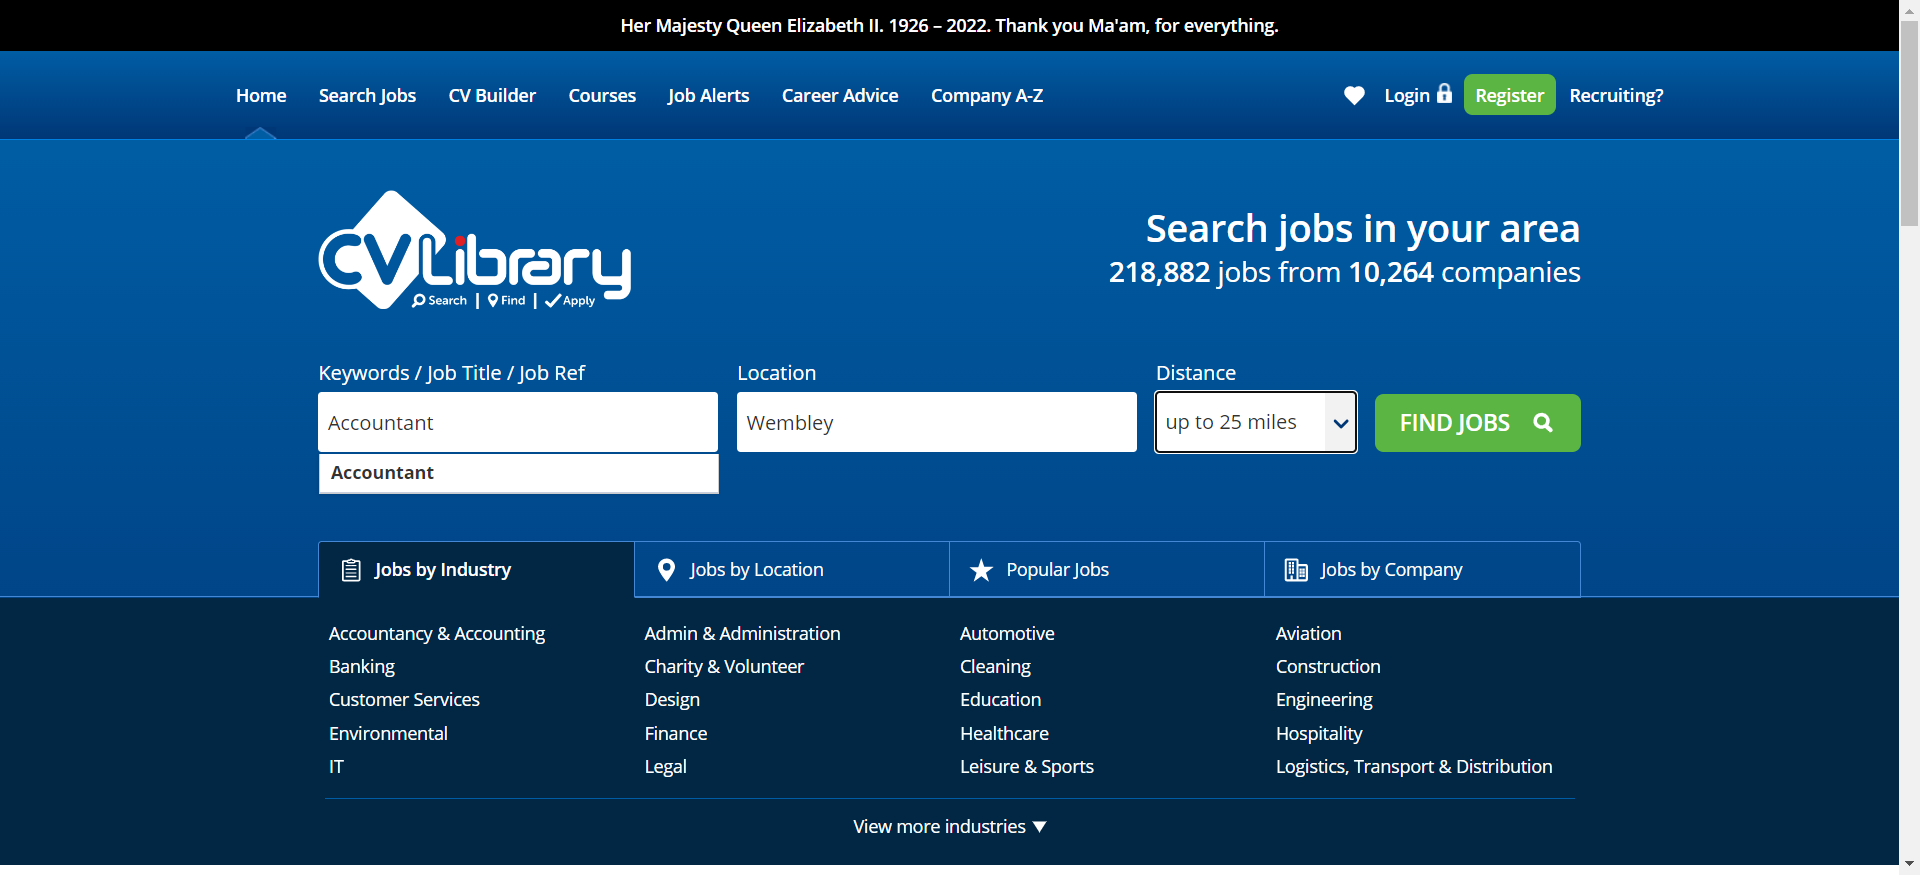 Her Majesty Queen Elizabeth II. 1926 – 2022. Thank you Ma'am, for everything.
Home Search Jobs CV Builder Courses Job Alerts Career Advice Company A-Z Login Register Recruiting?
CV Library
Search | Find | Apply
Search jobs in your area
218,882 jobs from 10,264 companies
Keywords / Job Title / Job Ref Location Distance
Accountant Wembley up to 25 miles FIND JOBS
Accountant
Jobs by Industry Jobs by Location Popular Jobs Jobs by Company
Accountancy & Accounting Admin & Administration Automotive Aviation
Banking Charity & Volunteer Cleaning Construction
Customer Services Design Education Engineering
Environmental Finance Healthcare Hospitality
IT Legal Leisure & Sports Logistics, Transport & Distribution
View more industries